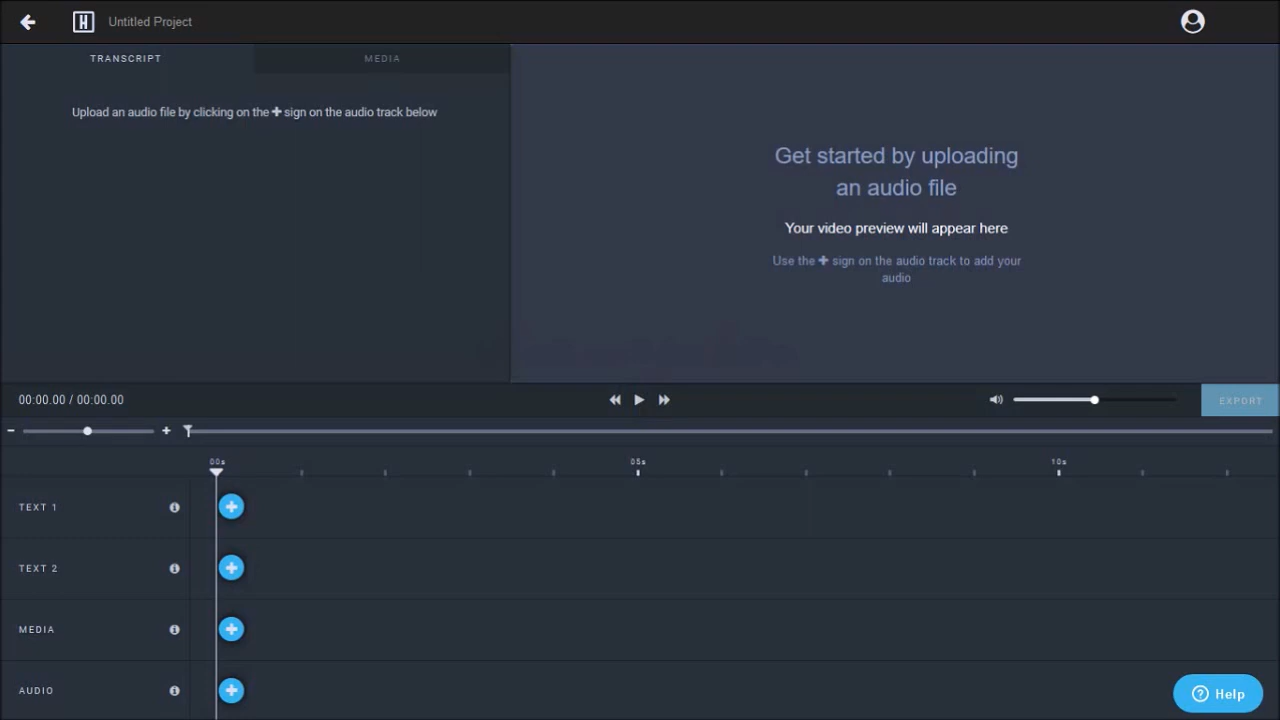 H Untitled Project
TRANSCRIPT
MEDIA
Upload an audio file by clicking on the + sign on the audio track below
Get started by uploading
an audio file
Your video preview will appear here
Use the + sign on the audio track to add your
audio
00:00.00 / 00:00.00
EXPORT
00s
05s
10s
TEXT 1
TEXT 2
MEDIA
AUDIO
Help